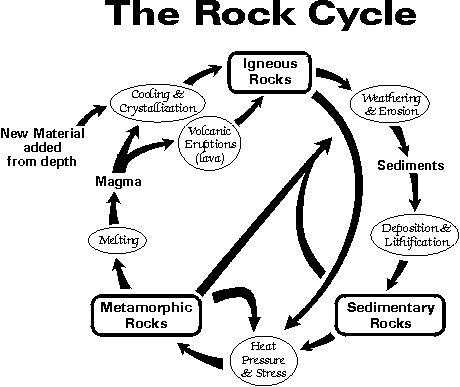 The Rock Cycle
Igneous
Rocks
Cooling &
Crystallization
Weathering
& Erosion
New Material
added
from depth
Volcanic
Eruptions
(lava)
Magma
Sediments
Melting
Deposition &
Lithification
Metamorphic
Rocks
Sedimentary
Rocks
Heat
Pressure
& Stress